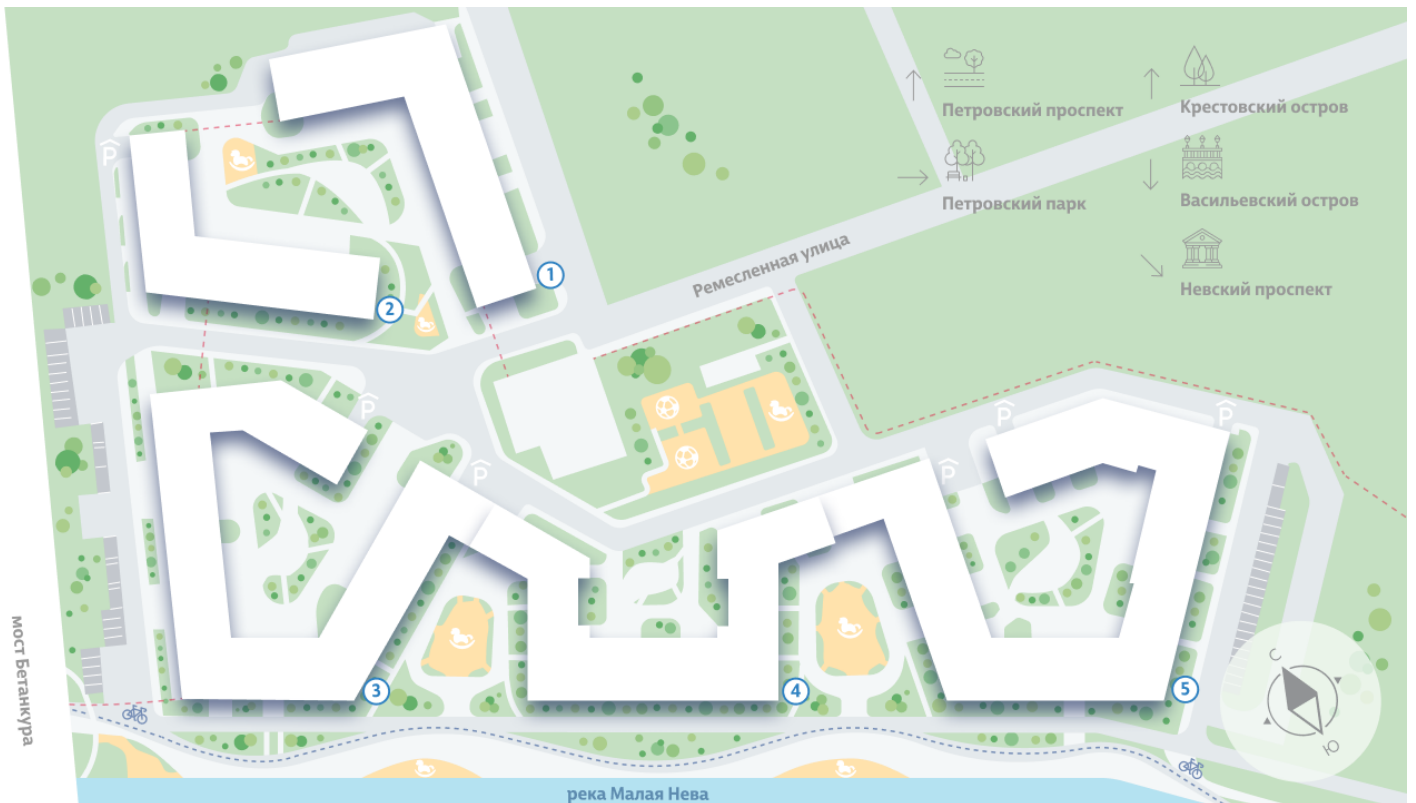 Петровский проспект
Крестовский остров
Петровский парк
Васильевский остров
Невский проспект
Ремесленная улица
1
2
P
P
P
P
P
P
3
4
5
мост Бетанкура
С
Ю
река Малая Нева